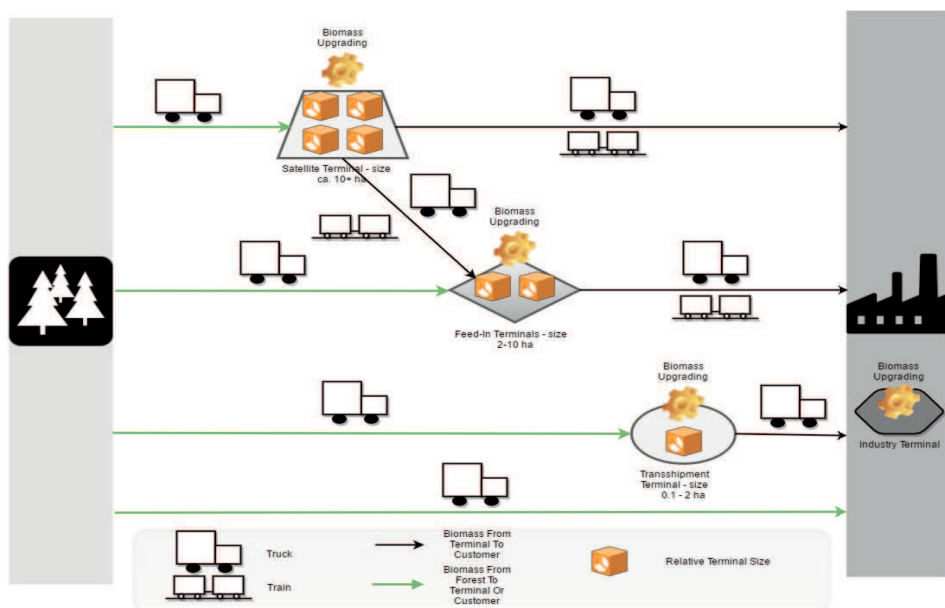 Biomass
Upgrading
Satellite Terminal - size
ca. 10+ ha
Biomass
Upgrading
Feed-In Terminals - size
2-10 ha
Biomass
Upgrading
Transshipment
Terminal - size
0.1 - 2 ha
Biomass
Upgrading
Industry Terminal
Truck
Train
Biomass From
Terminal To
Customer
Biomass From
Forest To
Terminal Or
Customer
Relative Terminal Size